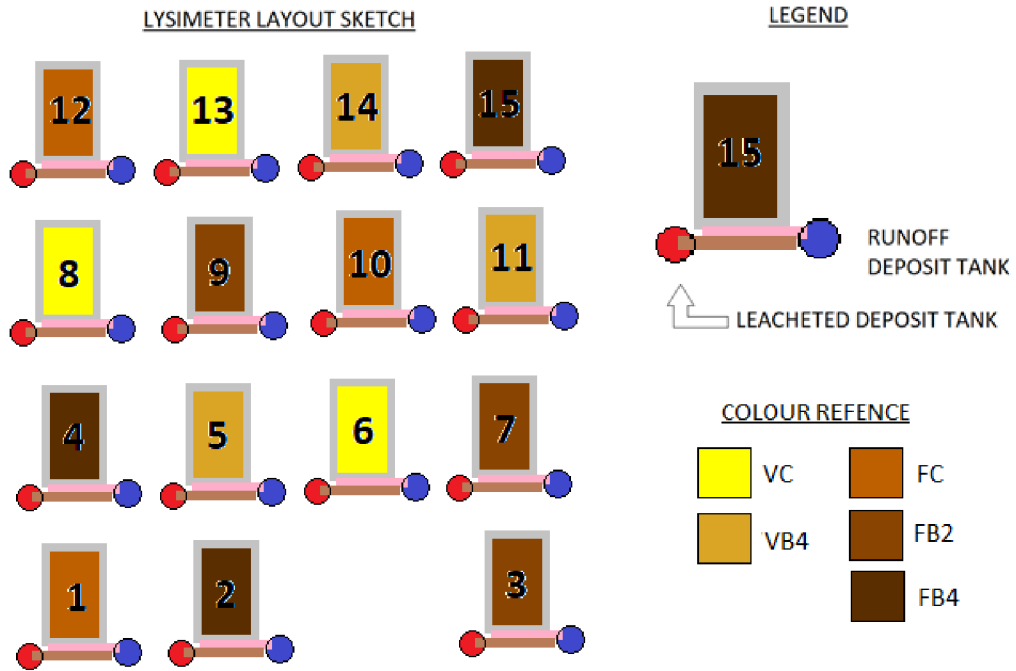 LYSIMETER LAYOUT SKETCH
12 13 14 15
8 9 10 11
4 5 6 7
1 2 3
LEGEND
15
RUNOFF
DEPOSIT TANK
LEACHETED DEPOSIT TANK
COLOUR REFENCE
VC FC
VB4 FB2
FB4